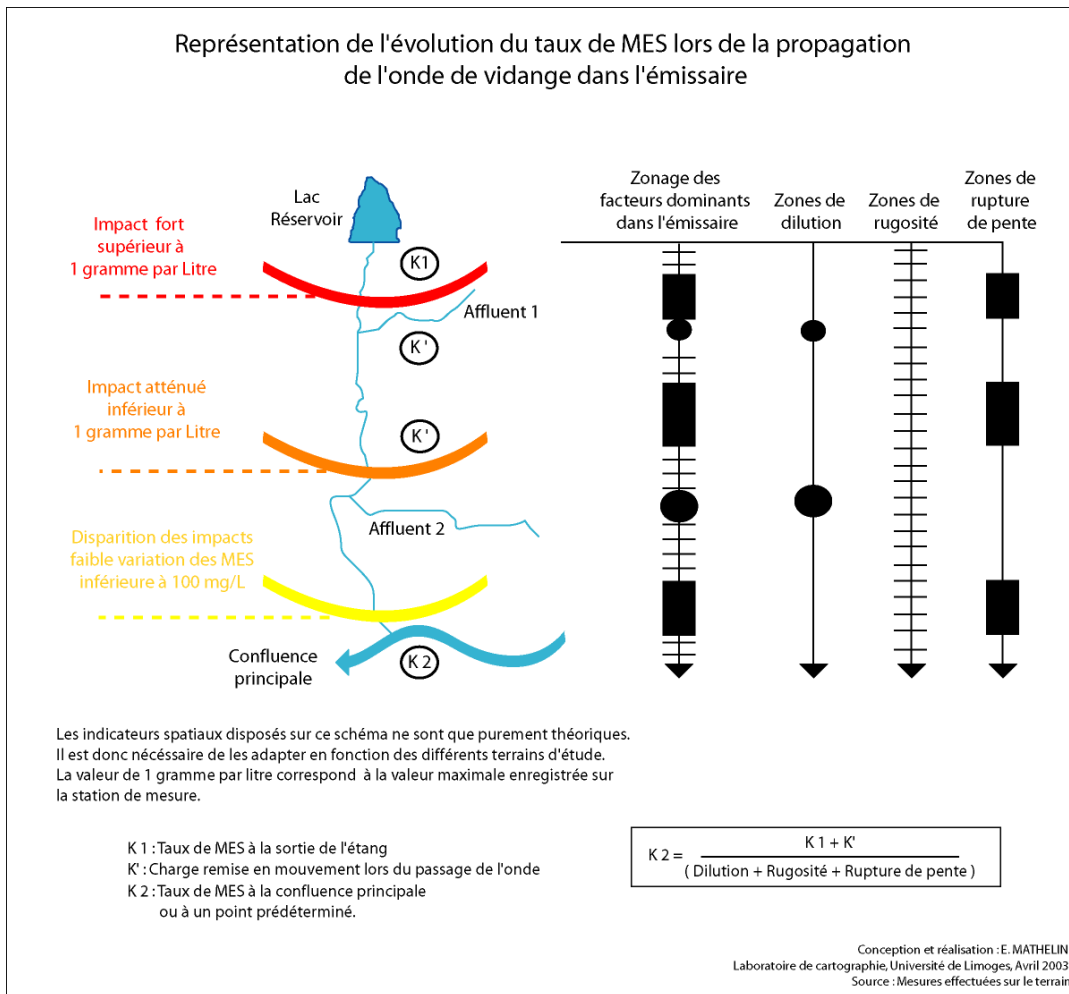 Représentation de l'évolution du taux de MES lors de la propagation
de l'onde de vidange dans l'émissaire
Lac
Réservoir
Impact fort
supérieur à
1 gramme par Litre
K1
Affluent 1
K '
Impact atténué
inférieur à
1 gramme par Litre
K '
Affluent 2
Disparition des impacts
faible variation des MES
inférieure à 100 mg/L
Confluence
principale
K 2
Zonage des
facteurs dominants
dans l'émissaire
Zones de
dilution
Zones de
rugosité
Zones de
rupture
de pente
Les indicateurs spatiaux disposés sur ce schéma ne sont que purement théoriques.
Il est donc nécéssaire de les adapter en fonction des différents terrains d'étude.
La valeur de 1 gramme par litre correspond à la valeur maximale enregistrée sur
la station de mesure.
K 1 : Taux de MES à la sortie de l'étang
K' : Charge remise en mouvement lors du passage de l'onde
K 2 : Taux de MES à la confluence principale
ou à un point prédéterminé.
K 1 + K'
K 2 =
( Dilution + Rugosité + Rupture de pente )
Conception et réalisation : E. MATHELIN
Laboratoire de cartographie, Université de Limoges, Avril 2003
Source : Mesures effectuées sur le terrain